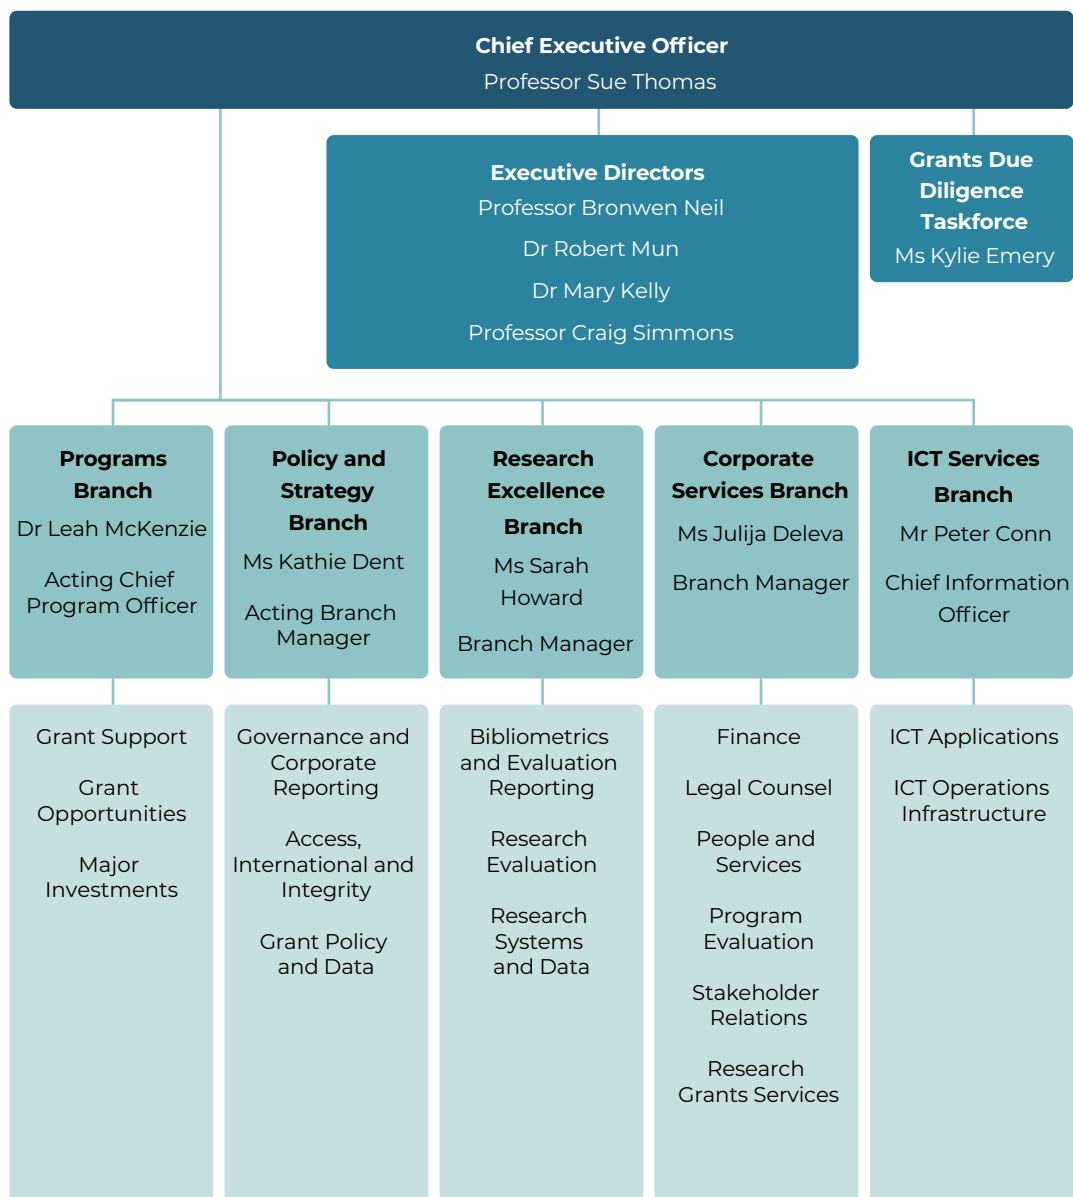 Chief Executive Officer
Professor Sue Thomas
Executive Directors
Professor Bronwen Neil
Dr Robert Mun
Dr Mary Kelly
Professor Craig Simmons
Grants Due
Diligence
Taskforce
Ms Kylie Emery
Programs
Branch
Dr Leah McKenzie
Acting Chief
Program Officer
Policy and
Strategy
Branch
Ms Kathie Dent
Acting Branch
Manager
Research
Excellence
Branch
Ms Sarah
Howard
Branch Manager
Corporate
Services Branch
Ms Julija Deleva
Branch Manager
ICT Services
Branch
Mr Peter Conn
Chief Information
Officer
Grant Support
Grant
Opportunities
Major
Investments
Governance and
Corporate
Reporting
Access,
International and
Integrity
Grant Policy
and Data
Bibliometrics
and Evaluation
Reporting
Research
Evaluation
Research
Systems
and Data
Finance
Legal Counsel
People and
Services
Program
Evaluation
Stakeholder
Relations
Research
Grants Services
ICT Applications
ICT Operations
Infrastructure